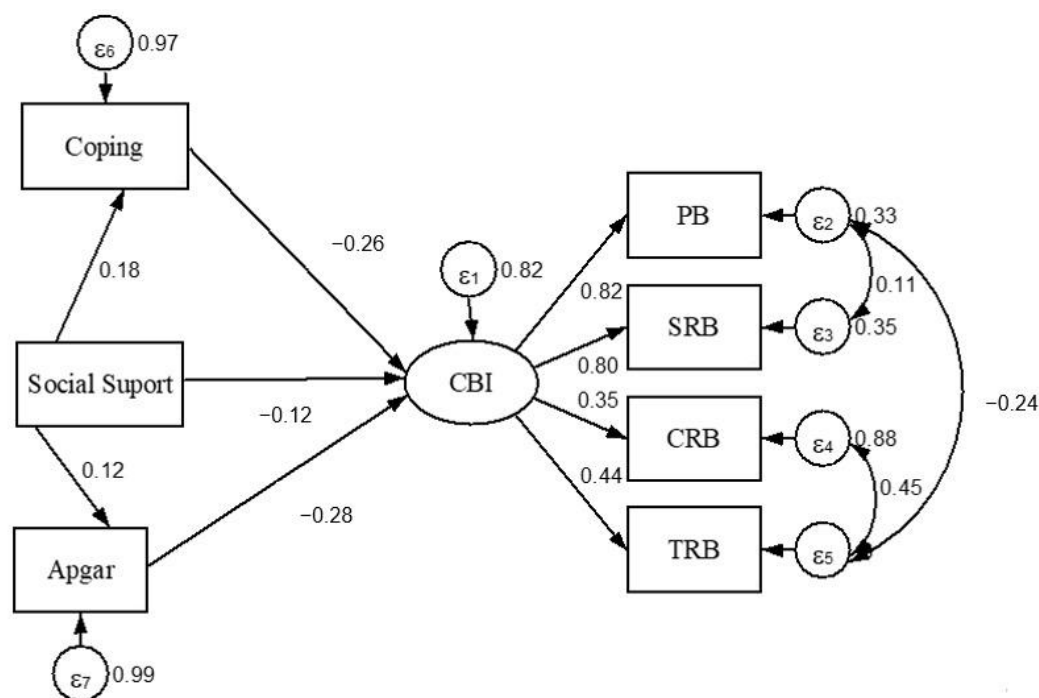 ε6 0.97
Coping
−0.26
0.18
Social Suport
−0.12
0.12
−0.28
Apgar
ε7 0.99
ε1 0.82
CBI
0.82
0.80
0.35
0.44
PB
ε2 0.33
0.11
SRB
ε3 0.35
−0.24
CRB
ε4 0.88
0.45
TRB
ε5